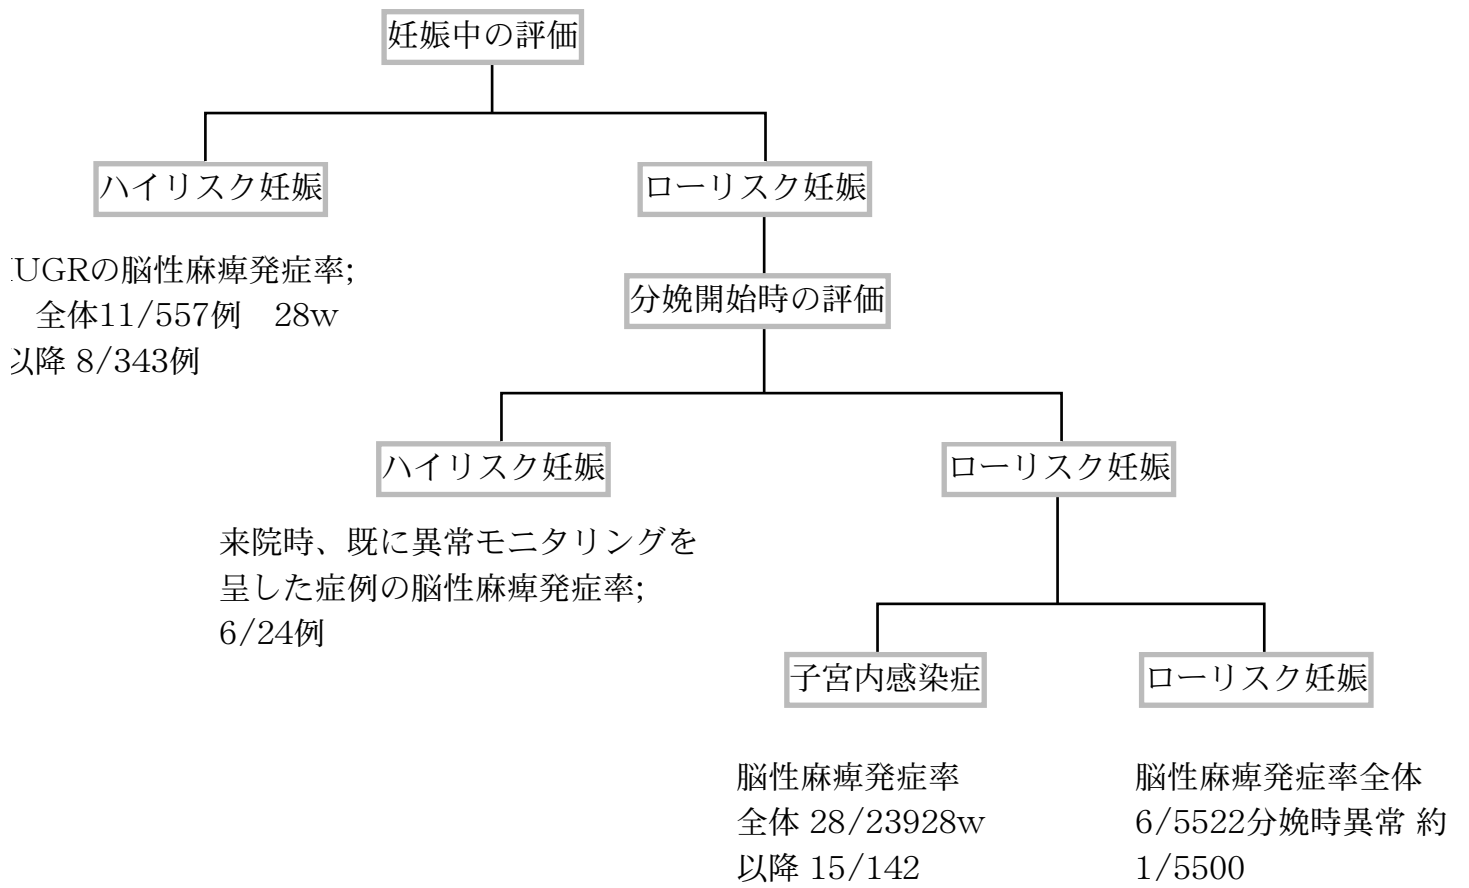 妊娠中の評価
ハイリスク妊娠
ローリスク妊娠
IUGRの脳性麻痺発症率;
全体11/557例 28w
以降 8/343例
分娩開始時の評価
ハイリスク妊娠
ローリスク妊娠
来院時、既に異常モニタリングを
呈した症例の脳性麻痺発症率;
6/24例
子宮内感染症
ローリスク妊娠
脳性麻痺発症率
全体 28/23928w
以降 15/142
脳性麻痺発症率全体
6/5522分娩時異常 約
1/5500